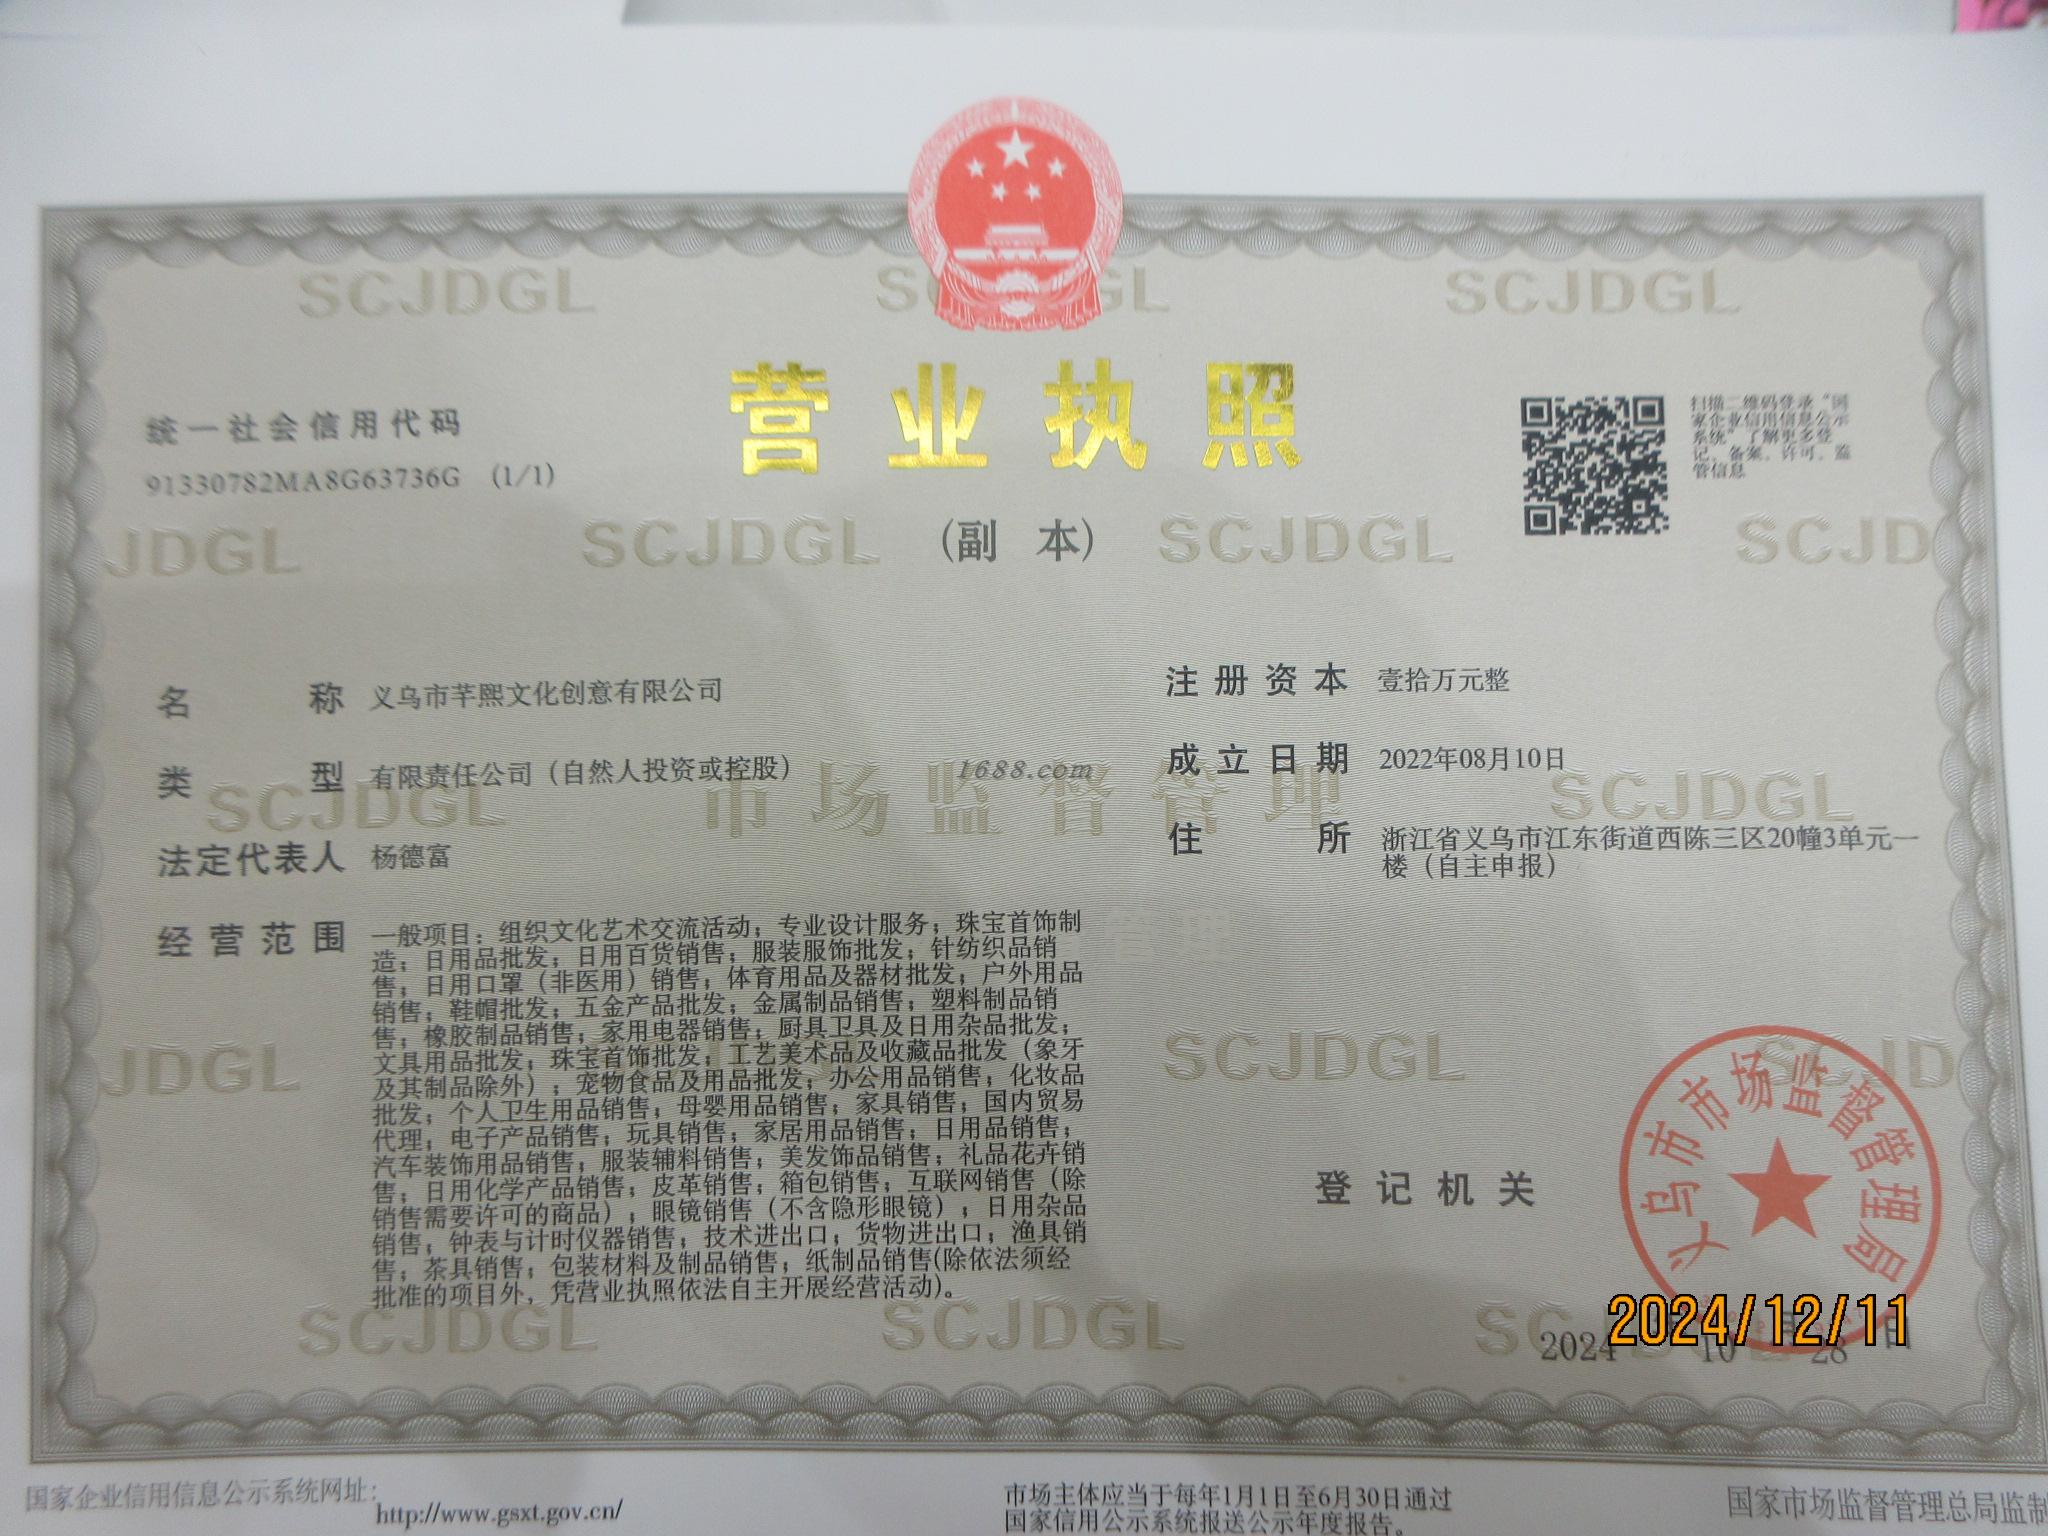 SCJDGL SCJDGL SCJDGL
营业执照
(副 本)
统一社会信用代码
91330782MA8G63736G (1/1)
扫描二维码登录“国
家企业信用信息公示
系统”了解更多登
记、备案、许可、监
管信息
JDGL SCJDGL SCJDGL SCJD
名 称 义乌市芊熙文化创意有限公司
类 型 有限责任公司（自然人投资或控股）
法定代表人 杨德富
经营范围 一般项目：组织文化艺术交流活动；专业设计服务；珠宝首饰制
造；日用品批发；日用百货销售；服装服饰批发；针纺织品销
售；日用口罩（非医用）销售；体育用品及器材批发；户外用品
销售；鞋帽批发；五金产品批发；金属制品销售；塑料制品销
售；橡胶制品销售；家用电器销售；厨具卫具及日用杂品批发；
文具用品批发；珠宝首饰批发；工艺美术品及收藏品批发（象牙
及其制品除外）；宠物食品及用品批发；办公用品销售；化妆品
批发；个人卫生用品销售；母婴用品销售；家具销售；国内贸易
代理；电子产品销售；玩具销售；家居用品销售；日用品销售；
汽车装饰用品销售；服装辅料销售；美发饰品销售；礼品花卉销
售；日用化学产品销售；皮革销售；箱包销售；互联网销售（除
销售需要许可的商品）；眼镜销售（不含隐形眼镜）；日用杂品
销售；钟表与计时仪器销售；技术进出口；货物进出口；渔具销
售；茶具销售；包装材料及制品销售；纸制品销售(除依法须经
批准的项目外，凭营业执照依法自主开展经营活动)。
注册资本 壹拾万元整
成立日期 2022年08月10日
住 所 浙江省义乌市江东街道西陈三区20幢3单元一
楼（自主申报）
1688.com
SCJDGL 市场监督管理 SCJDGL
JDGL SCJDGL SCJD
登记机关
义乌市市场监督管理局
2024 10 28 日
2024/12/11
SCJDGL SCJDGL SC
国家企业信用信息公示系统网址：
http://www.gsxt.gov.cn/
市场主体应当于每年1月1日至6月30日通过
国家信用公示系统报送公示年度报告。
国家市场监督管理总局监制